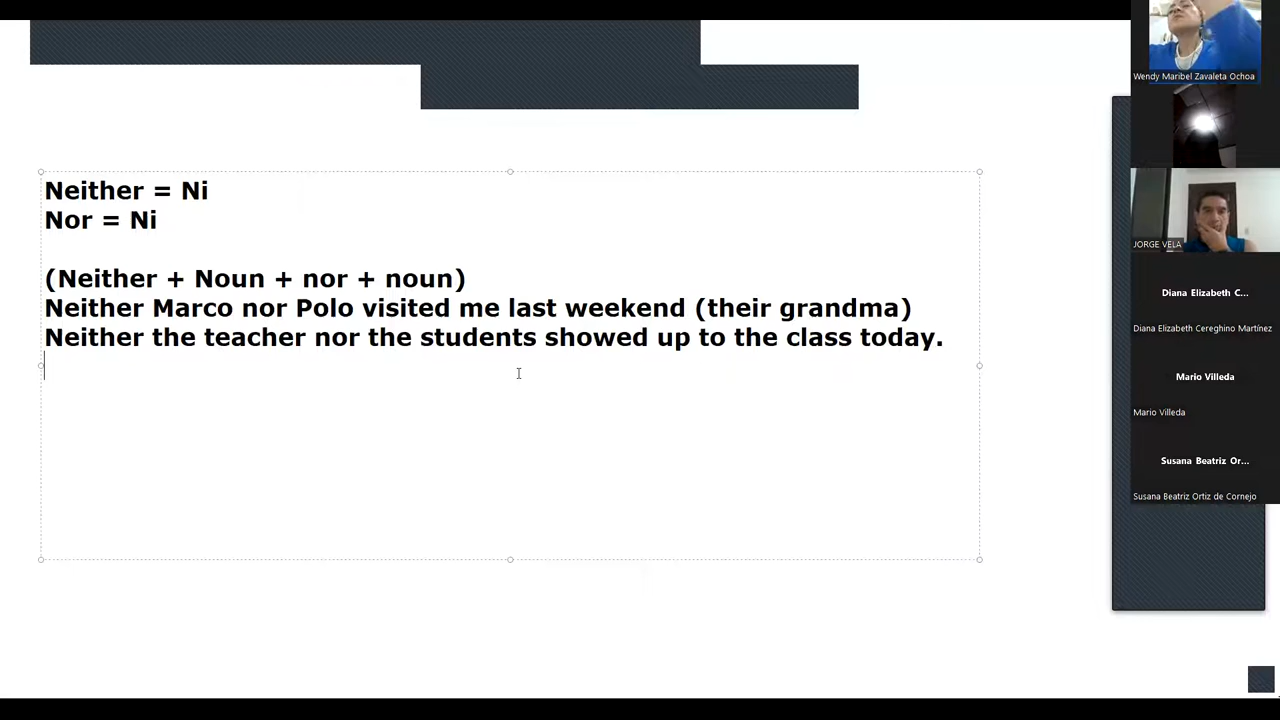 Neither = Ni
Nor = Ni
(Neither + Noun + nor + noun)
Neither Marco nor Polo visited me last weekend (their grandma)
Neither the teacher nor the students showed up to the class today.
Wendy Maribel Zavaleta Ochoa
JORGE VELA
Diana Elizabeth C...
Diana Elizabeth Cereghino Martínez
Mario Villeda
Mario Villeda
Susana Beatriz Or...
Susana Beatriz Ortiz de Cornejo